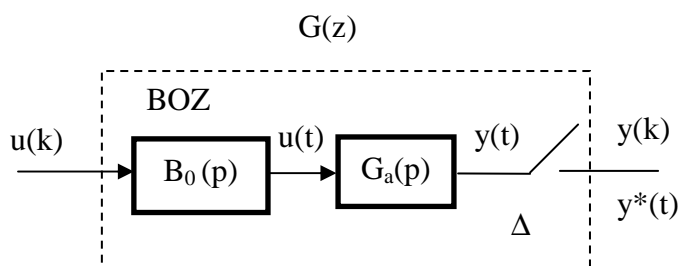 G(z)
BOZ
u(k)
B₀(p)
u(t)
Gₐ(p)
y(t)
y(k)
y*(t)
Δ